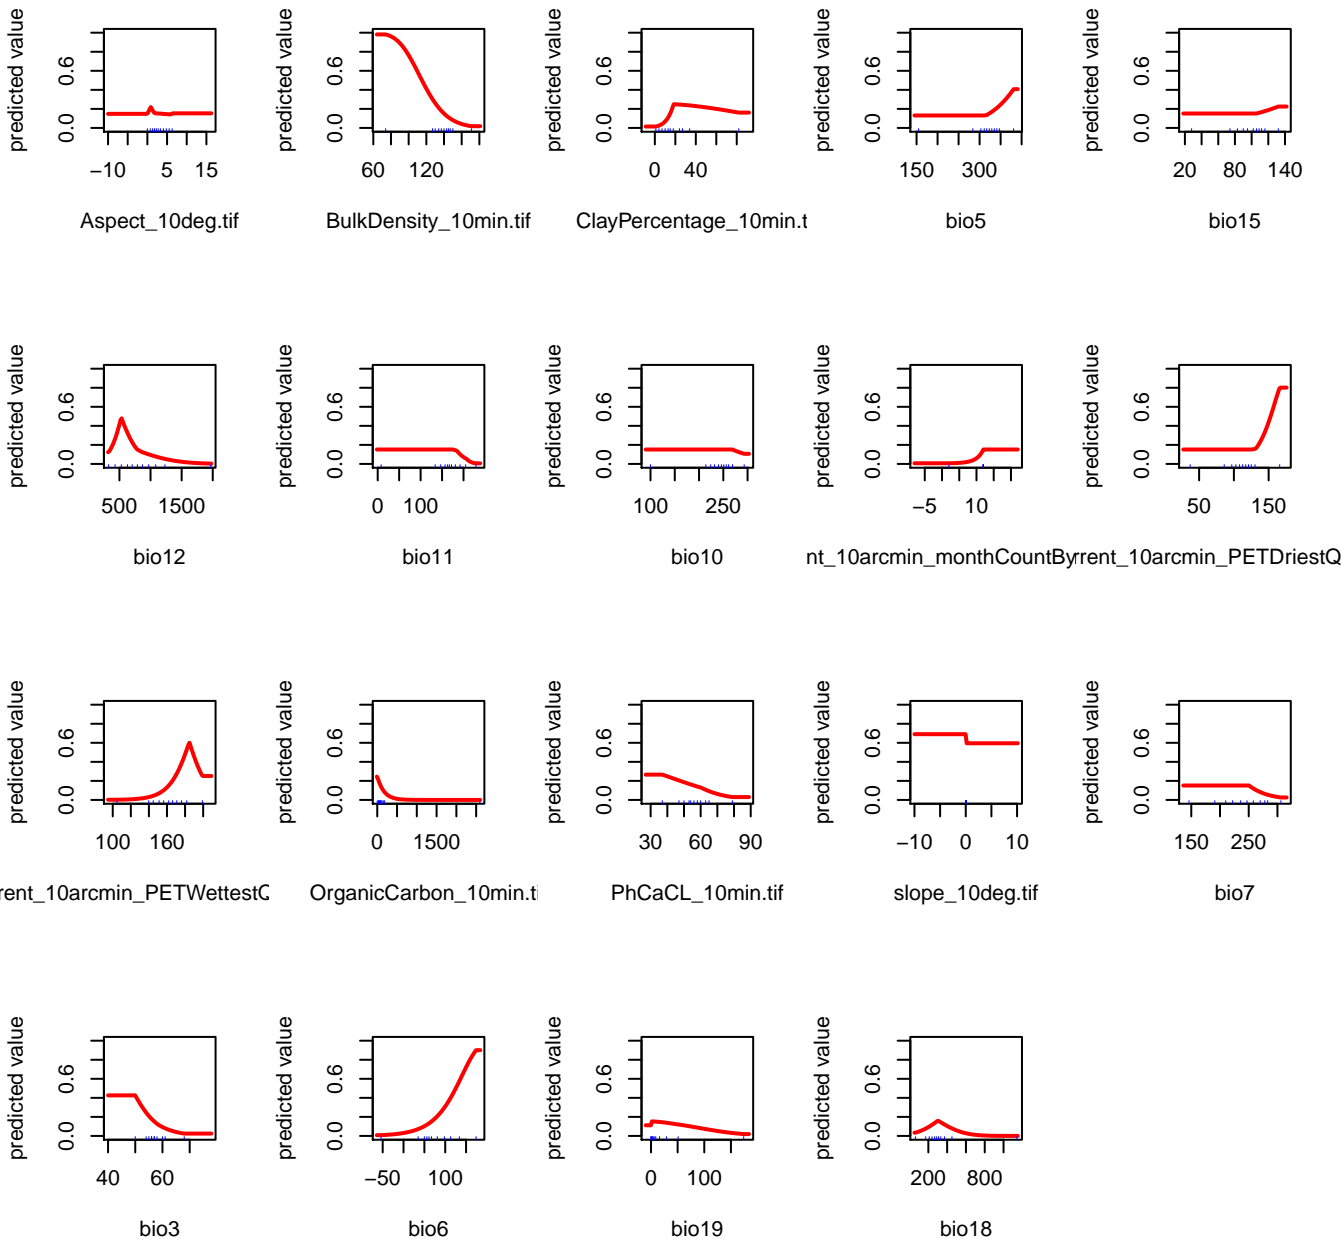 predicted value 0.0 0.6 −10 5 15 Aspect_10deg.tif
predicted value 0.0 0.6 60 120 BulkDensity_10min.tif
predicted value 0.0 0.6 0 40 ClayPercentage_10min.t
predicted value 0.0 0.6 150 300 bio5
predicted value 0.0 0.6 20 80 140 bio15
predicted value 0.0 0.6 500 1500 bio12
predicted value 0.0 0.6 0 100 bio11
predicted value 0.0 0.6 100 250 bio10
predicted value 0.0 0.6 −5 10 nt_10arcmin_monthCountBy
predicted value 0.0 0.6 50 150 rrent_10arcmin_PETDriestQ
predicted value 0.0 0.6 100 160 rent_10arcmin_PETWettestQ
predicted value 0.0 0.6 0 1500 OrganicCarbon_10min.ti
predicted value 0.0 0.6 30 60 90 PhCaCL_10min.tif
predicted value 0.0 0.6 −10 0 10 slope_10deg.tif
predicted value 0.0 0.6 150 250 bio7
predicted value 0.0 0.6 40 60 bio3
predicted value 0.0 0.6 −50 100 bio6
predicted value 0.0 0.6 0 100 bio19
predicted value 0.0 0.6 200 800 bio18